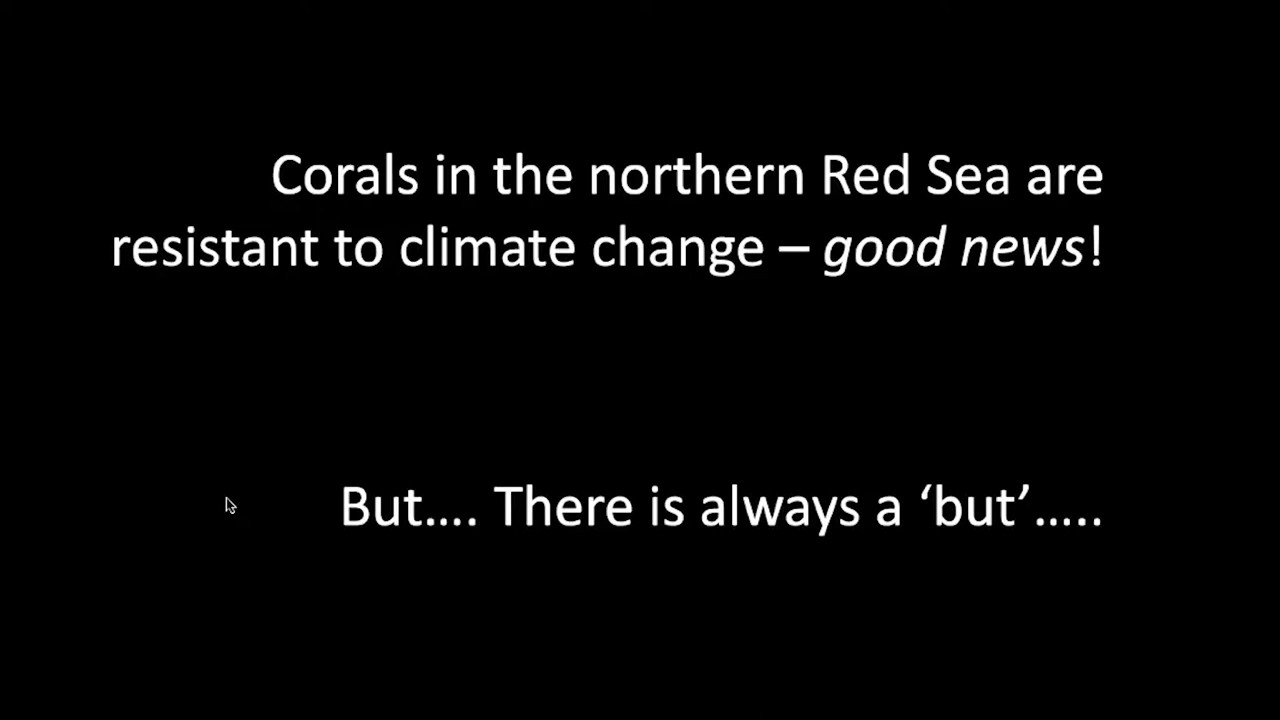 Corals in the northern Red Sea are
resistant to climate change – good news!
But.... There is always a ‘but’.....